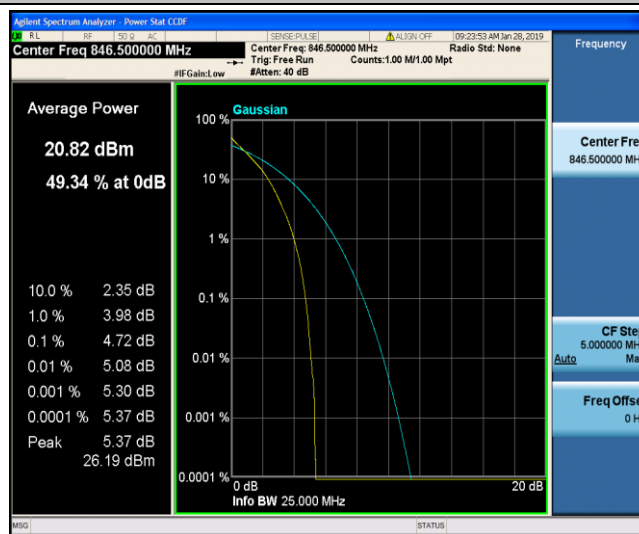 Agilent Spectrum Analyzer - Power Stat CCDF
RL RF 50 Ω AC SENSE:PULSE ALIGN OFF 09:23:53 AM Jan 28, 2019
Center Freq 846.500000 MHz
Center Freq: 846.500000 MHz Radio Std: None
Trig: Free Run Counts:1.00 M/1.00 Mpt
#IFGain:Low #Atten: 40 dB
Frequency
Average Power
20.82 dBm
49.34 % at 0dB
10.0 % 2.35 dB
1.0 % 3.98 dB
0.1 % 4.72 dB
0.01 % 5.08 dB
0.001 % 5.30 dB
0.0001 % 5.37 dB
Peak 5.37 dB
26.19 dBm
Gaussian
100 %
10 %
1 %
0.1 %
0.01 %
0.001 %
0.0001 %
0 dB 20 dB
Info BW 25.000 MHz
Center Fre
846.500000 MH
CF Ste
5.000000 MH
Auto Ma
Freq Offse
0 H
MSG STATUS